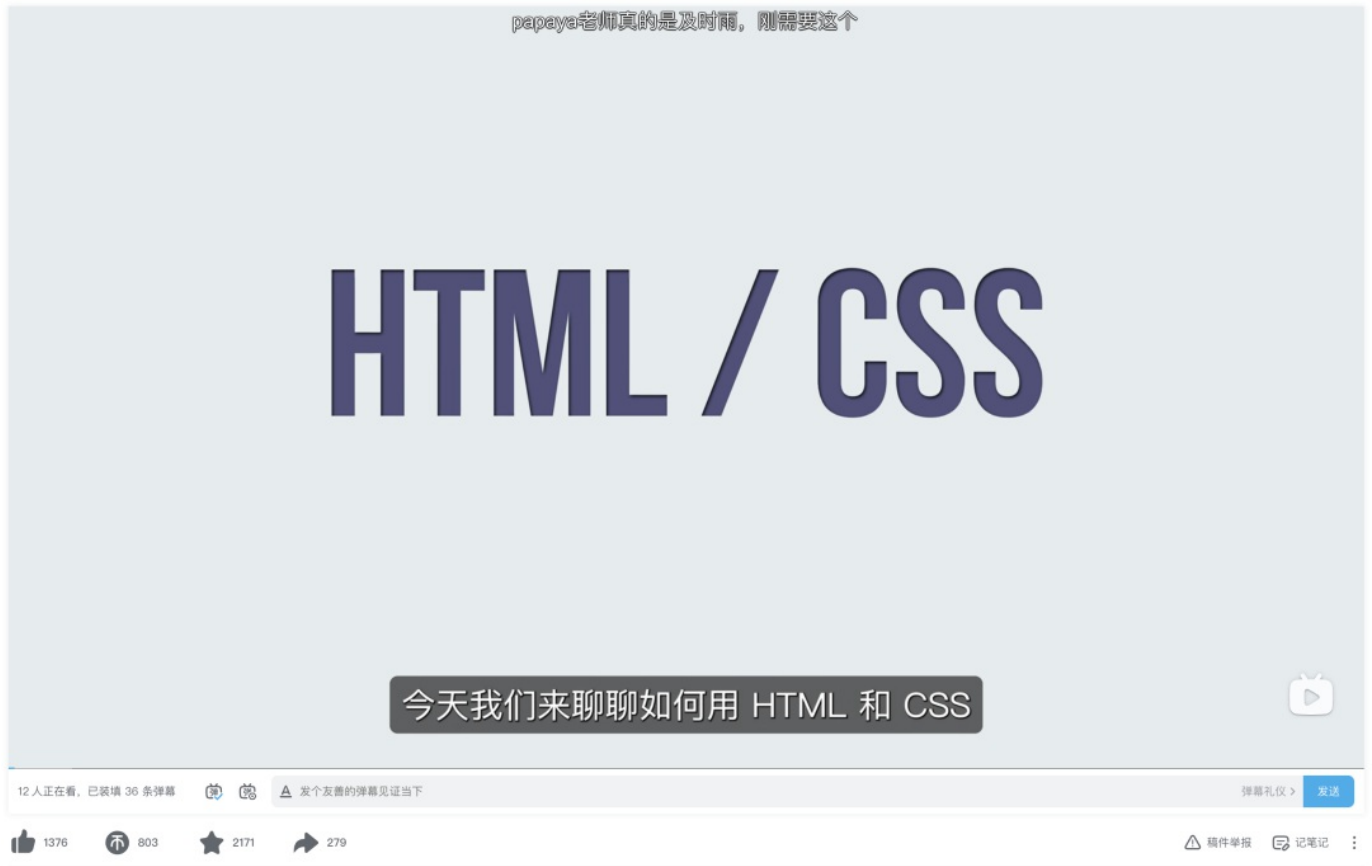 papaya老师真的是及时雨，刚需要这个
HTML / CSS
今天我们来聊聊如何用 HTML 和 CSS
12 人正在看，已装填 36 条弹幕 发个友善的弹幕见证当下 弹幕礼仪 发送
1376 803 2171 279 稿件举报 记笔记